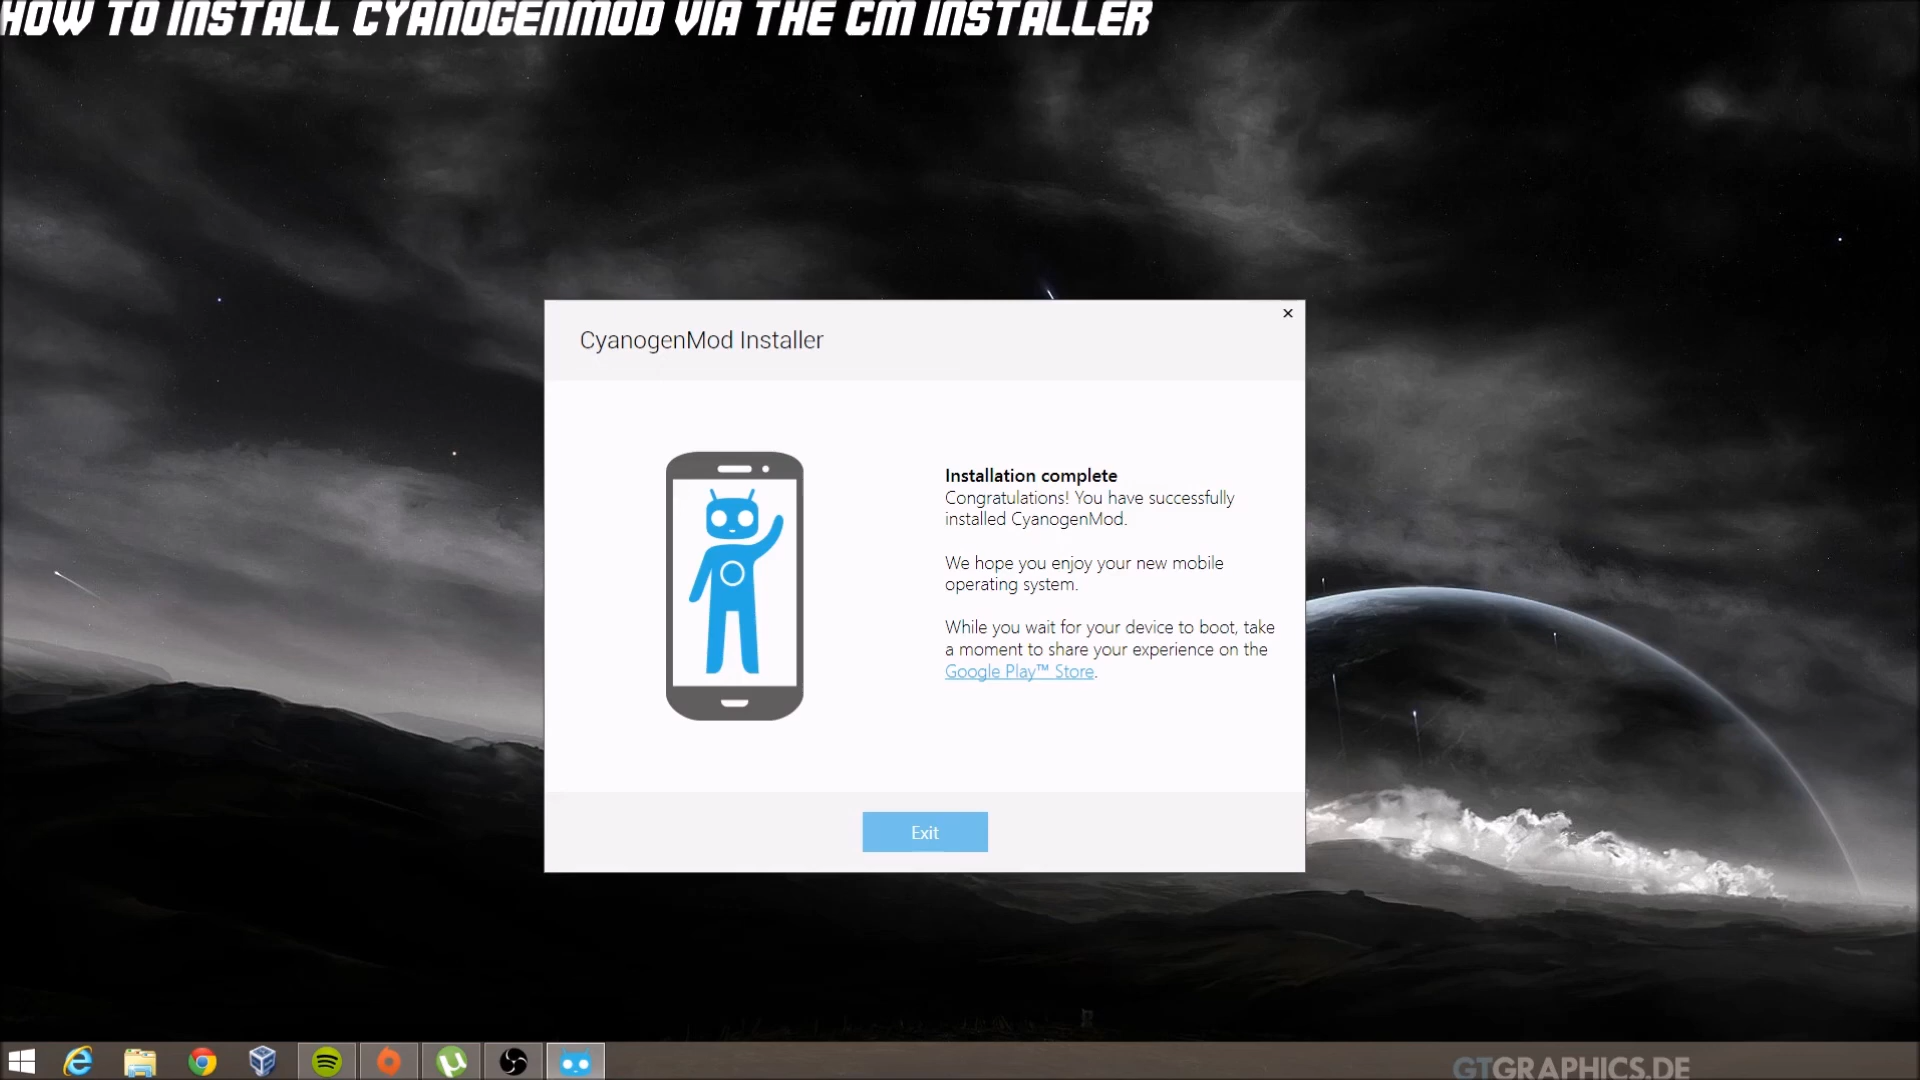 HOW TO INSTALL CYANOGENMOD VIA THE CM INSTALLER
CyanogenMod Installer
Installation complete
Congratulations! You have successfully
installed CyanogenMod.
We hope you enjoy your new mobile
operating system.
While you wait for your device to boot, take
a moment to share your experience on the
Google Play™ Store.
Exit
GTGRAPHICS.DE